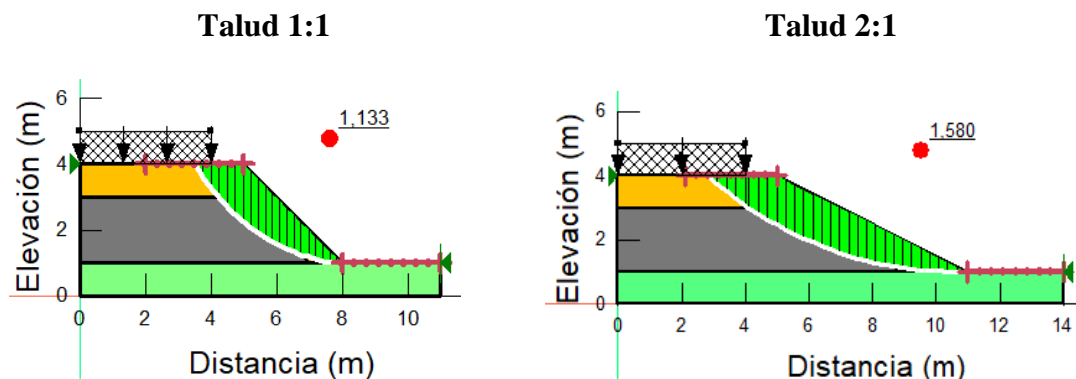 Talud 1:1
Talud 2:1
1,133
6
4
2
0
Elevación (m)
0 2 4 6 8 10
Distancia (m)
1,580
6
4
2
0
Elevación (m)
0 2 4 6 8 10 12 14
Distancia (m)